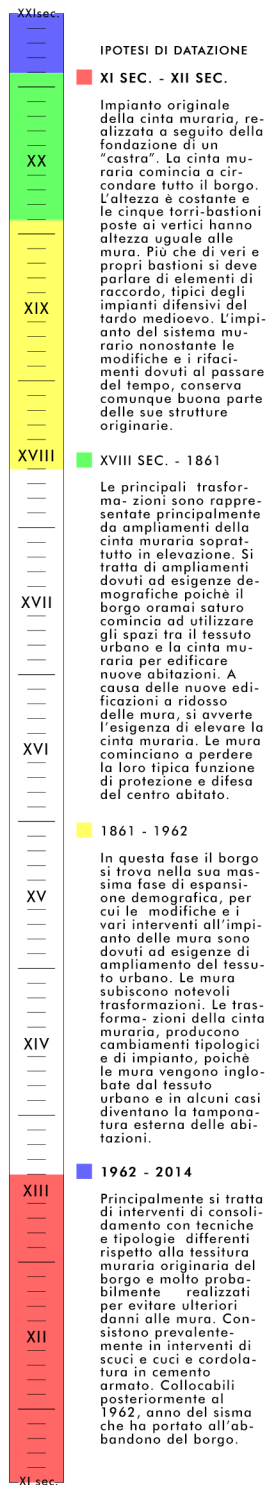 XXIsec.
XX
XIX
XVIII
XVII
XVI
XV
XIV
XIII
XII
XI sec.
IPOTESI DI DATAZIONE
XI SEC. - XII SEC.
Impianto originale
della cinta muraria, re-
alizzata a seguito della
fondazione di un
“castra”. La cinta mu-
raria comincia a cir-
condare tutto il borgo.
L’altezza è costante e
le cinque torri-bastioni
poste ai vertici hanno
altezza uguale alle
mura. Più che di veri e
propri bastioni si deve
parlare di elementi di
raccordo, tipici degli
impianti difensivi del
tardo medioevo. L’impi-
anto del sistema mu-
rario nonostante le
modifiche e i rifaci-
menti dovuti al passare
del tempo, conserva
comunque buona parte
delle sue strutture
originarie.
XVIII SEC. - 1861
Le principali trasfor-
ma- zioni sono rappre-
sentate principalmente
da ampliamenti della
cinta muraria soprat-
tutto in elevazione. Si
tratta di ampliamenti
dovuti ad esigenze de-
mografiche poichè il
borgo oramai saturo
comincia ad utilizzare
gli spazi tra il tessuto
urbano e la cinta mu-
raria per edificare
nuove abitazioni. A
causa delle nuove edi-
ficazioni a ridosso
delle mura, si avverte
l’esigenza di elevare la
cinta muraria. Le mura
cominciano a perdere
la loro tipica funzione
di protezione e difesa
del centro abitato.
1861 - 1962
In questa fase il borgo
si trova nella sua mas-
sima fase di espansi-
one demografica, per
cui le modifiche e i
vari interventi all’impi-
anto delle mura sono
dovuti ad esigenze di
ampliamento del tessu-
to urbano. Le mura
subiscono notevoli
trasformazioni. Le tras-
forma- zioni della cinta
muraria, producono
cambiamenti tipologici
e di impianto, poichè
le mura vengono inglo-
bate dal tessuto
urbano e in alcuni casi
diventano la tampona-
tura esterna delle abi-
tazioni.
1962 - 2014
Principalmente si tratta
di interventi di consoli-
damento con tecniche
e tipologie differenti
rispetto alla tessitura
muraria originaria del
borgo e molto proba-
bilmente realizzati
per evitare ulteriori
danni alle mura. Con-
sistono prevalente-
mente in interventi di
scuci e cuci e cordola-
tura in cemento
armato. Collocabili
posteriormente al
1962, anno del sisma
che ha portato all’ab-
bandono del borgo.